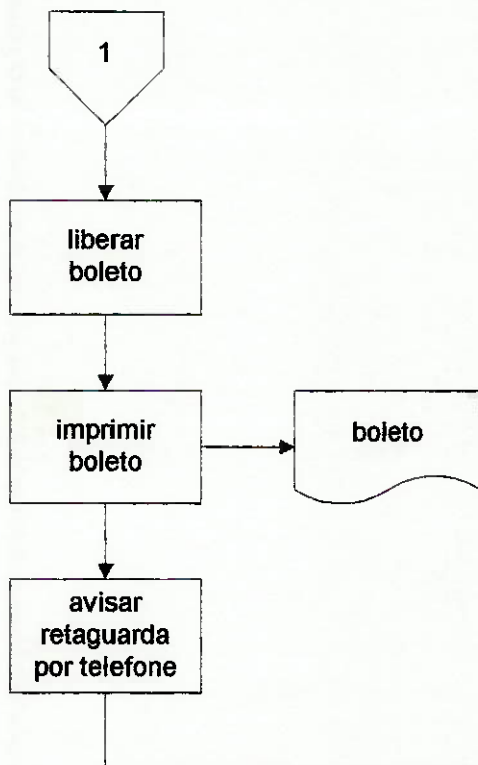 1
liberar
boleto
imprimir
boleto
boleto
avisar
retaguarda
por telefone